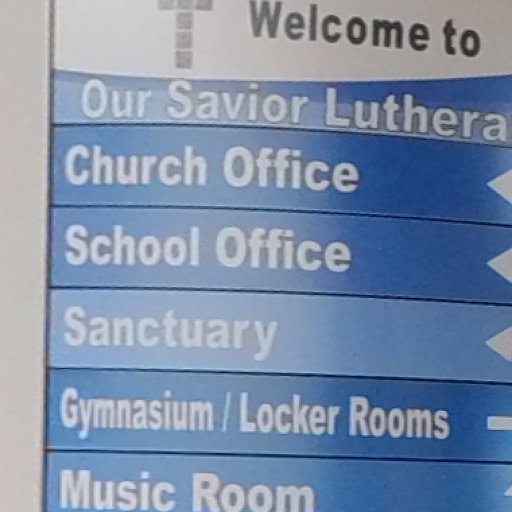 Welcome to
Our Savior Luthera
Church Office
School Office
Sanctuary
Gymnasium / Locker Rooms
Music Room